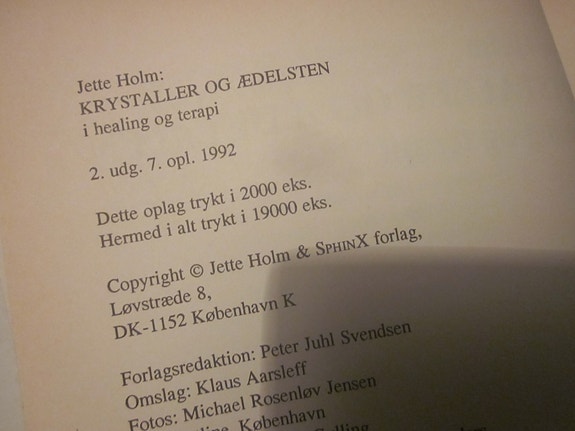 Jette Holm:
KRYSTALLER OG ÆDELSTEN
i healing og terapi
2. udg. 7. opl. 1992
Dette oplag trykt i 2000 eks.
Hermed i alt trykt i 19000 eks.
Copyright © Jette Holm & SPHINX forlag,
Løvstræde 8,
DK-1152 København K
Forlagsredaktion: Peter Juhl Svendsen
Omslag: Klaus Aarsleff
Fotos: Michael Rosenløv Jensen
København